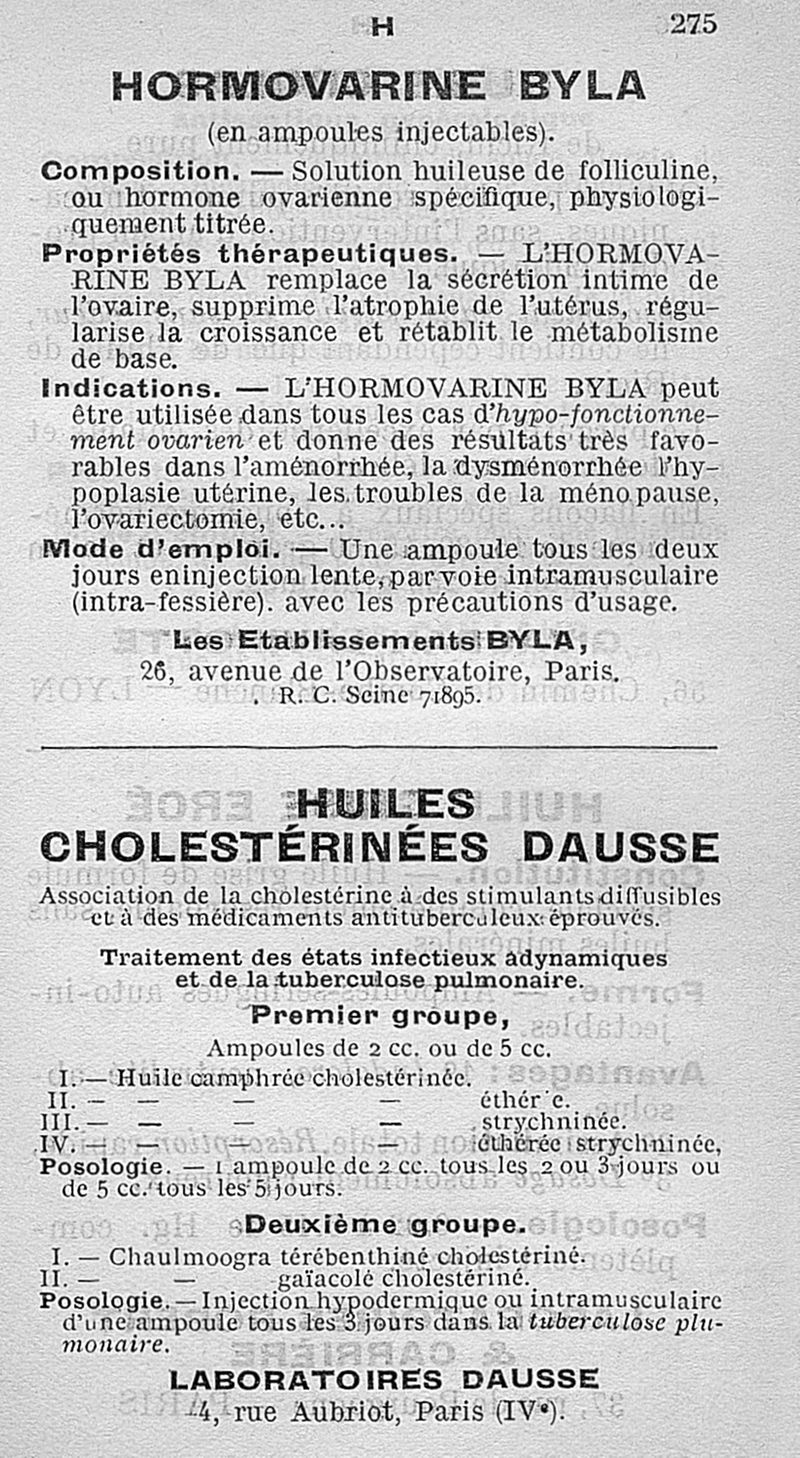 H 275
HORMOVARINE BYLA
(en ampoules injectables).
Composition. — Solution huileuse de folliculine,
ou hormone ovarienne spécifique, physiologi-
quement titrée.
Propriétés thérapeutiques. — L'HORMOVA-
RINE BYLA remplace la sécrétion intime de
l'ovaire, supprime l'atrophie de l'utérus, régu-
larise la croissance et rétablit le métabolisme
de base.
Indications. — L'HORMOVARINE BYLA peut
être utilisée dans tous les cas d'hypo-fonctionne-
ment ovarien et donne des résultats très favo-
rables dans l'aménorrhée, la dysménorrhée l'hy-
poplasie utérine, les troubles de la ménopause,
l'ovariectomie, etc...
Mode d'emploi. — Une ampoule tous les deux
jours eninjection lente, par voie intramusculaire
(intra-fessière). avec les précautions d'usage.
Les Etablissements BYLA,
26, avenue de l'Observatoire, Paris.
R. C. Seine 71895.
HUILES
CHOLESTÉRINÉES DAUSSE
Association de la cholestérine à des stimulants diffusibles
et à des médicaments antituberculeux éprouvés.
Traitement des états infectieux adynamiques
et de la tuberculose pulmonaire.
Premier groupe,
Ampoules de 2 cc. ou de 5 cc.
I. — Huile camphrée cholestérinée.
II. — — — — éthér e.
III. — — — — strychninée.
IV. — — — — éthérée strychninée,
Posologie. — 1 ampoule de 2 cc. tous les 2 ou 3 jours ou
de 5 cc. tous les 5 jours.
Deuxième groupe.
I. — Chaulmoogra térébenthiné cholestériné.
II. — — gaïacolé cholestériné.
Posologie. — Injection hypodermique ou intramusculaire
d'une ampoule tous les 3 jours dans la tuberculose plu-
monaire.
LABORATOIRES DAUSSE
4, rue Aubriot, Paris (IVe).